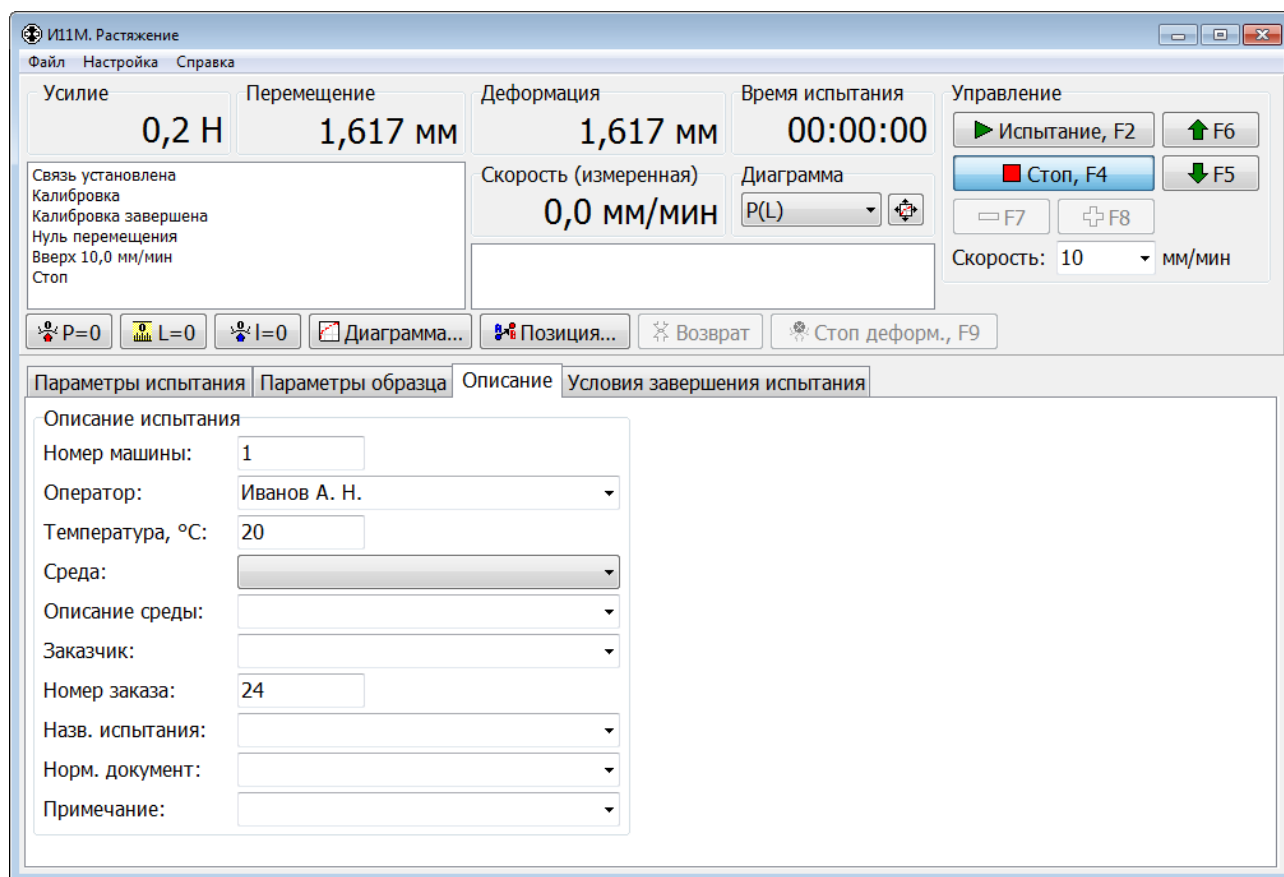 И11М. Растяжение
Файл Настройка Справка
Усилие
0,2 Н
Перемещение
1,617 мм
Деформация
1,617 мм
Время испытания
00:00:00
Управление
Испытание, F2
F6
Стоп, F4
F5
F7
F8
Скорость: 10 мм/мин
Связь установлена
Калибровка
Калибровка завершена
Нуль перемещения
Вверх 10,0 мм/мин
Стоп
Скорость (измеренная)
0,0 мм/мин
Диаграмма
P(L)
P=0 L=0 l=0 Диаграмма... Позиция... Возврат Стоп деформ., F9
Параметры испытания Параметры образца Описание Условия завершения испытания
Описание испытания
Номер машины: 1
Оператор: Иванов А. Н.
Температура, °C: 20
Среда:
Описание среды:
Заказчик:
Номер заказа: 24
Назв. испытания:
Норм. документ:
Примечание: